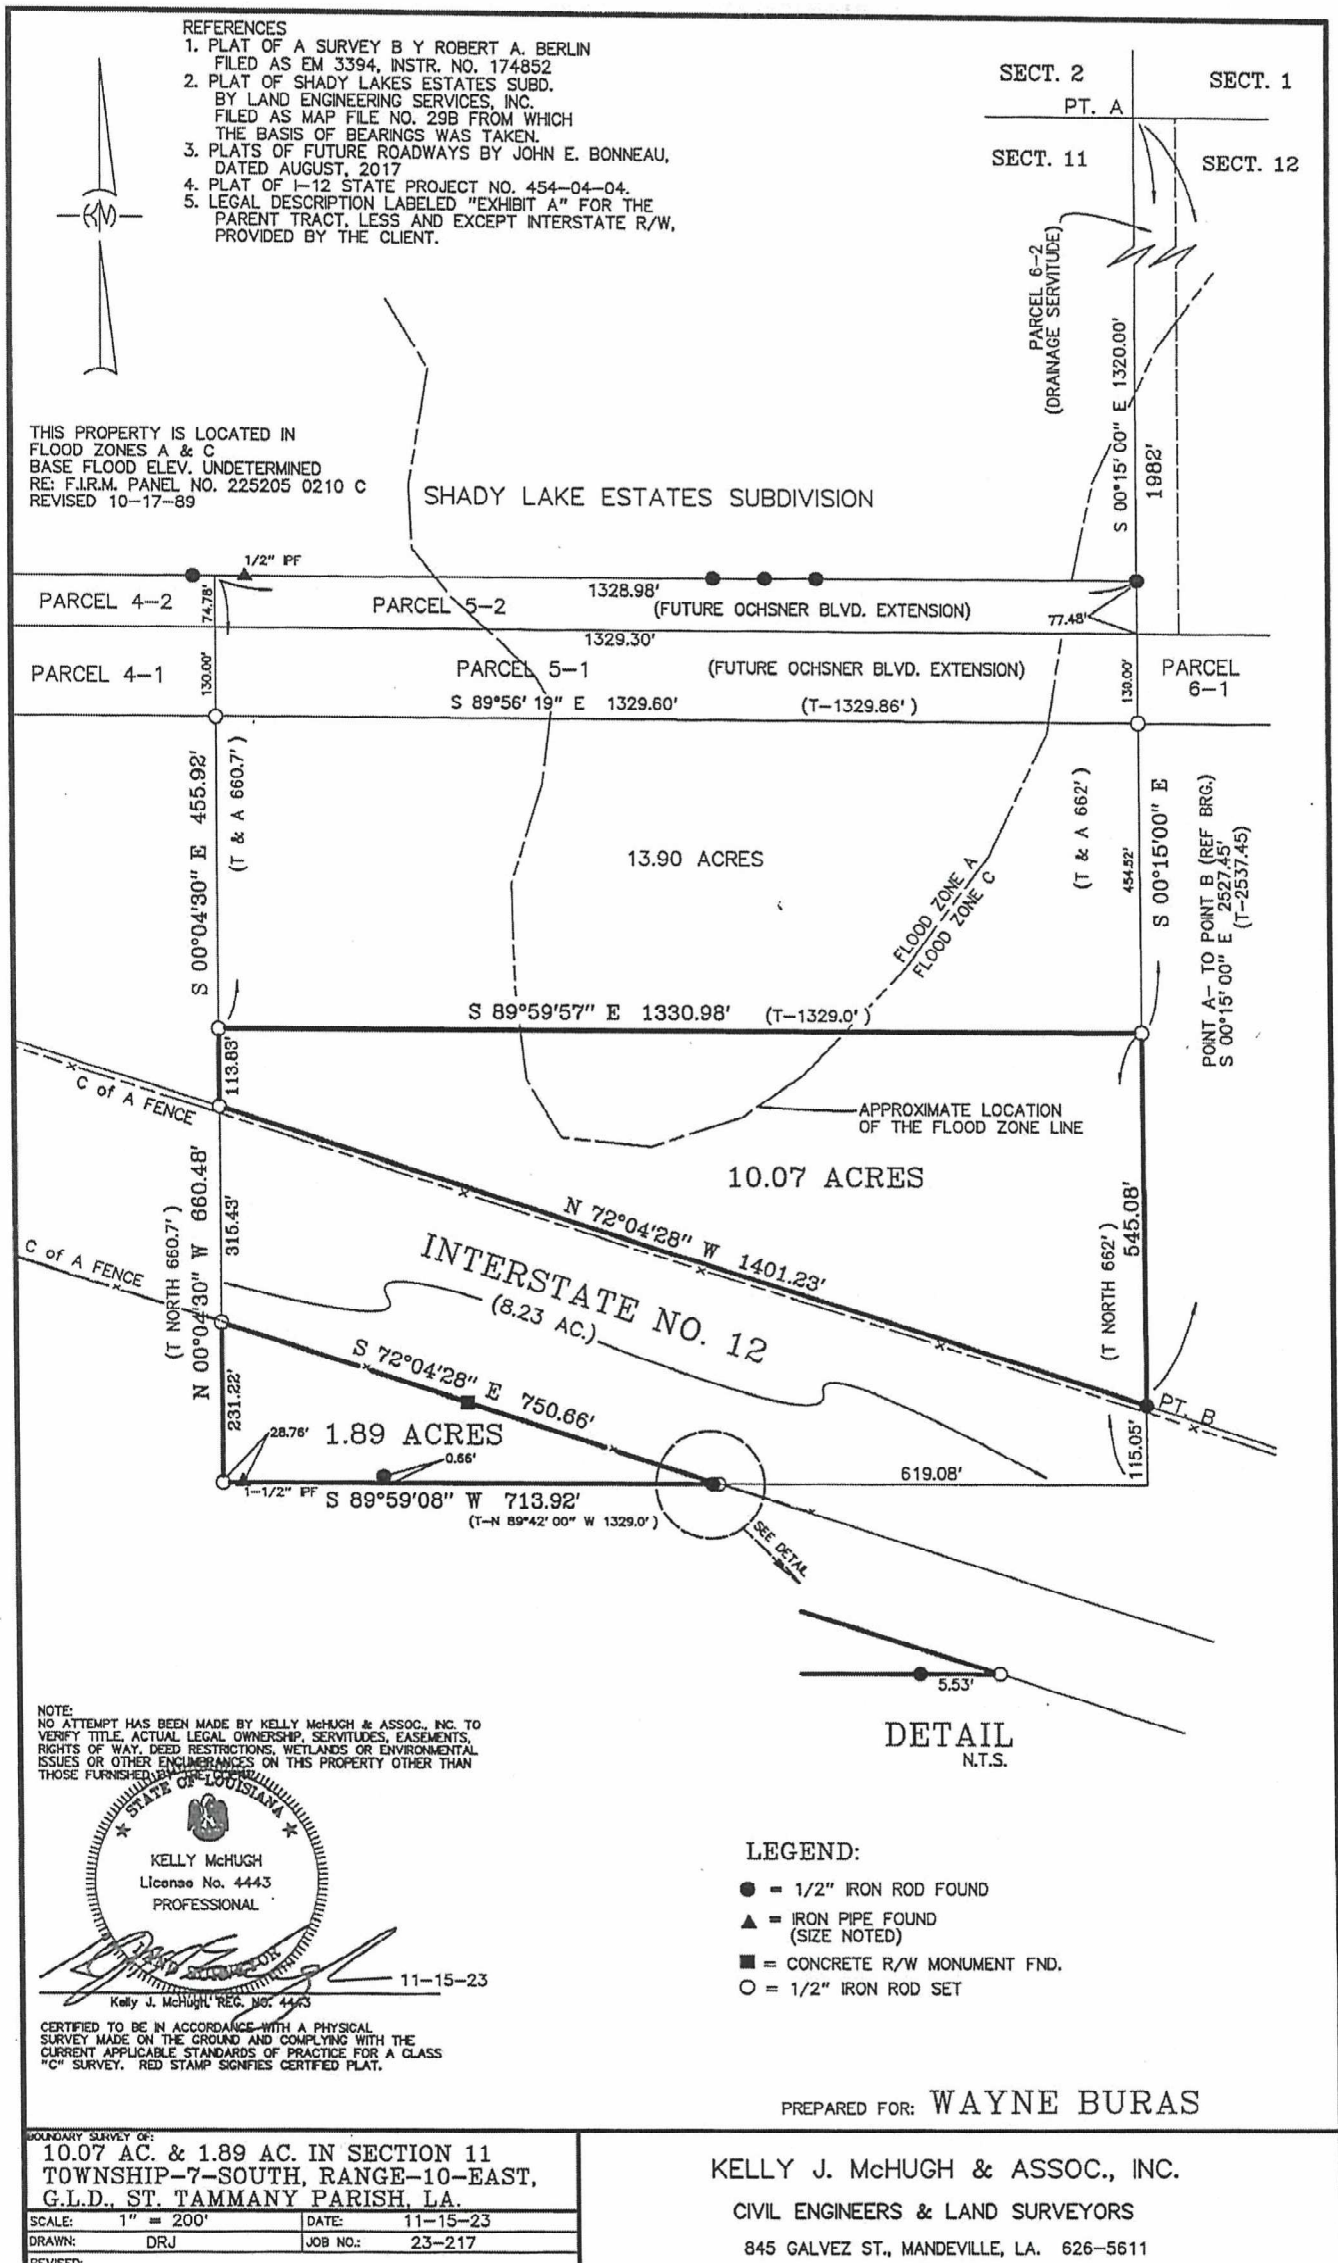 REFERENCES
1. PLAT OF A SURVEY B Y ROBERT A. BERLIN
FILED AS EM 3394, INSTR. NO. 174852
2. PLAT OF SHADY LAKES ESTATES SUBD.
BY LAND ENGINEERING SERVICES, INC.
FILED AS MAP FILE NO. 29B FROM WHICH
THE BASIS OF BEARINGS WAS TAKEN.
3. PLATS OF FUTURE ROADWAYS BY JOHN E. BONNEAU,
DATED AUGUST, 2017
4. PLAT OF I-12 STATE PROJECT NO. 454-04-04.
5. LEGAL DESCRIPTION LABELED "EXHIBIT A" FOR THE
PARENT TRACT, LESS AND EXCEPT INTERSTATE R/W,
PROVIDED BY THE CLIENT.
SECT. 2
SECT. 1
PT. A
SECT. 11
SECT. 12
PARCEL 6-2
(DRAINAGE SERVITUDE)
S 00°15'00" E 1320.00'
1982'
THIS PROPERTY IS LOCATED IN
FLOOD ZONES A & C
BASE FLOOD ELEV. UNDETERMINED
RE: F.I.R.M. PANEL NO. 225205 0210 C
REVISED 10-17-89
SHADY LAKE ESTATES SUBDIVISION
1/2" IPF
PARCEL 4-2
74.78'
PARCEL 5-2
1328.98'
(FUTURE OCHSNER BLVD. EXTENSION)
77.48'
1329.30'
PARCEL 4-1
130.00'
PARCEL 5-1
(FUTURE OCHSNER BLVD. EXTENSION)
130.00'
PARCEL
6-1
S 89°56'19" E 1329.60'
(T-1329.86')
S 00°04'30" E 455.92'
(T & A 660.7')
13.90 ACRES
FLOOD ZONE A
FLOOD ZONE C
(T & A 662')
454.52'
S 00°15'00" E
POINT A- TO POINT B (REF BRG.)
S 00°15'00" E 2527.45'
(T-2537.45)
S 89°59'57" E 1330.98'
(T-1329.0')
113.83'
C of A FENCE
APPROXIMATE LOCATION
OF THE FLOOD ZONE LINE
10.07 ACRES
N 72°04'28" W 1401.23'
(T NORTH 660.7')
N 00°04'30" W 660.48'
315.43'
INTERSTATE NO. 12
(8.23 AC.)
(T NORTH 662')
545.08'
C of A FENCE
S 72°04'28" E 750.66'
231.22'
28.76'
1.89 ACRES
0.66'
PT. B
115.05'
619.08'
1-1/2" IPF
S 89°59'08" W 713.92'
(T-N 89°42'00" W 1329.0')
SEE DETAIL
5.53'
DETAIL
N.T.S.
NOTE:
NO ATTEMPT HAS BEEN MADE BY KELLY McHUGH & ASSOC., INC. TO
VERIFY TITLE, ACTUAL LEGAL OWNERSHIP, SERVITUDES, EASEMENTS,
RIGHTS OF WAY, DEED RESTRICTIONS, WETLANDS OR ENVIRONMENTAL
ISSUES OR OTHER ENCUMBRANCES ON THIS PROPERTY OTHER THAN
THOSE FURNISHED BY THE
STATE OF LOUISIANA
KELLY McHUGH
License No. 4443
PROFESSIONAL
LAND SURVEYOR
11-15-23
Kelly J. McHugh, REG. NO. 4443
CERTIFIED TO BE IN ACCORDANCE WITH A PHYSICAL
SURVEY MADE ON THE GROUND AND COMPLYING WITH THE
CURRENT APPLICABLE STANDARDS OF PRACTICE FOR A CLASS
"C" SURVEY. RED STAMP SIGNIFIES CERTIFED PLAT.
LEGEND:
= 1/2" IRON ROD FOUND
= IRON PIPE FOUND
(SIZE NOTED)
= CONCRETE R/W MONUMENT FND.
= 1/2" IRON ROD SET
PREPARED FOR: WAYNE BURAS
BOUNDARY SURVEY OF:
10.07 AC. & 1.89 AC. IN SECTION 11
TOWNSHIP-7-SOUTH, RANGE-10-EAST,
G.L.D., ST. TAMMANY PARISH, LA.
SCALE: 1" = 200'
DATE: 11-15-23
DRAWN: DRJ
JOB NO.: 23-217
REVISED:
KELLY J. McHUGH & ASSOC., INC.
CIVIL ENGINEERS & LAND SURVEYORS
845 GALVEZ ST., MANDEVILLE, LA. 626-5611